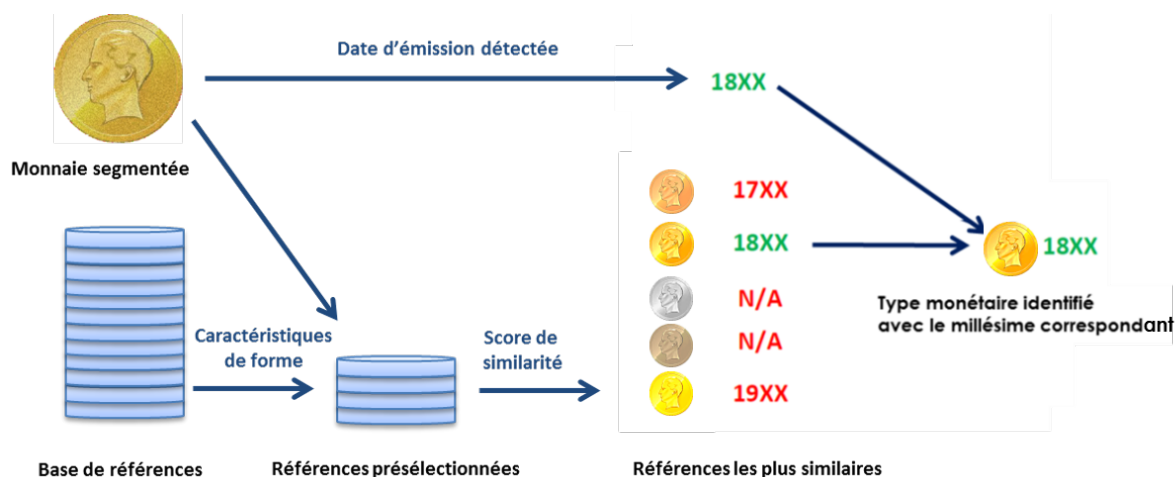 Date d'émission détectée
18XX
Monnaie segmentée
17XX
18XX
18XX
N/A
Type monétaire identifié
avec le millésime correspondant
Caractéristiques
de forme
Score de
similarité
N/A
19XX
Base de références
Références présélectionnées
Références les plus similaires